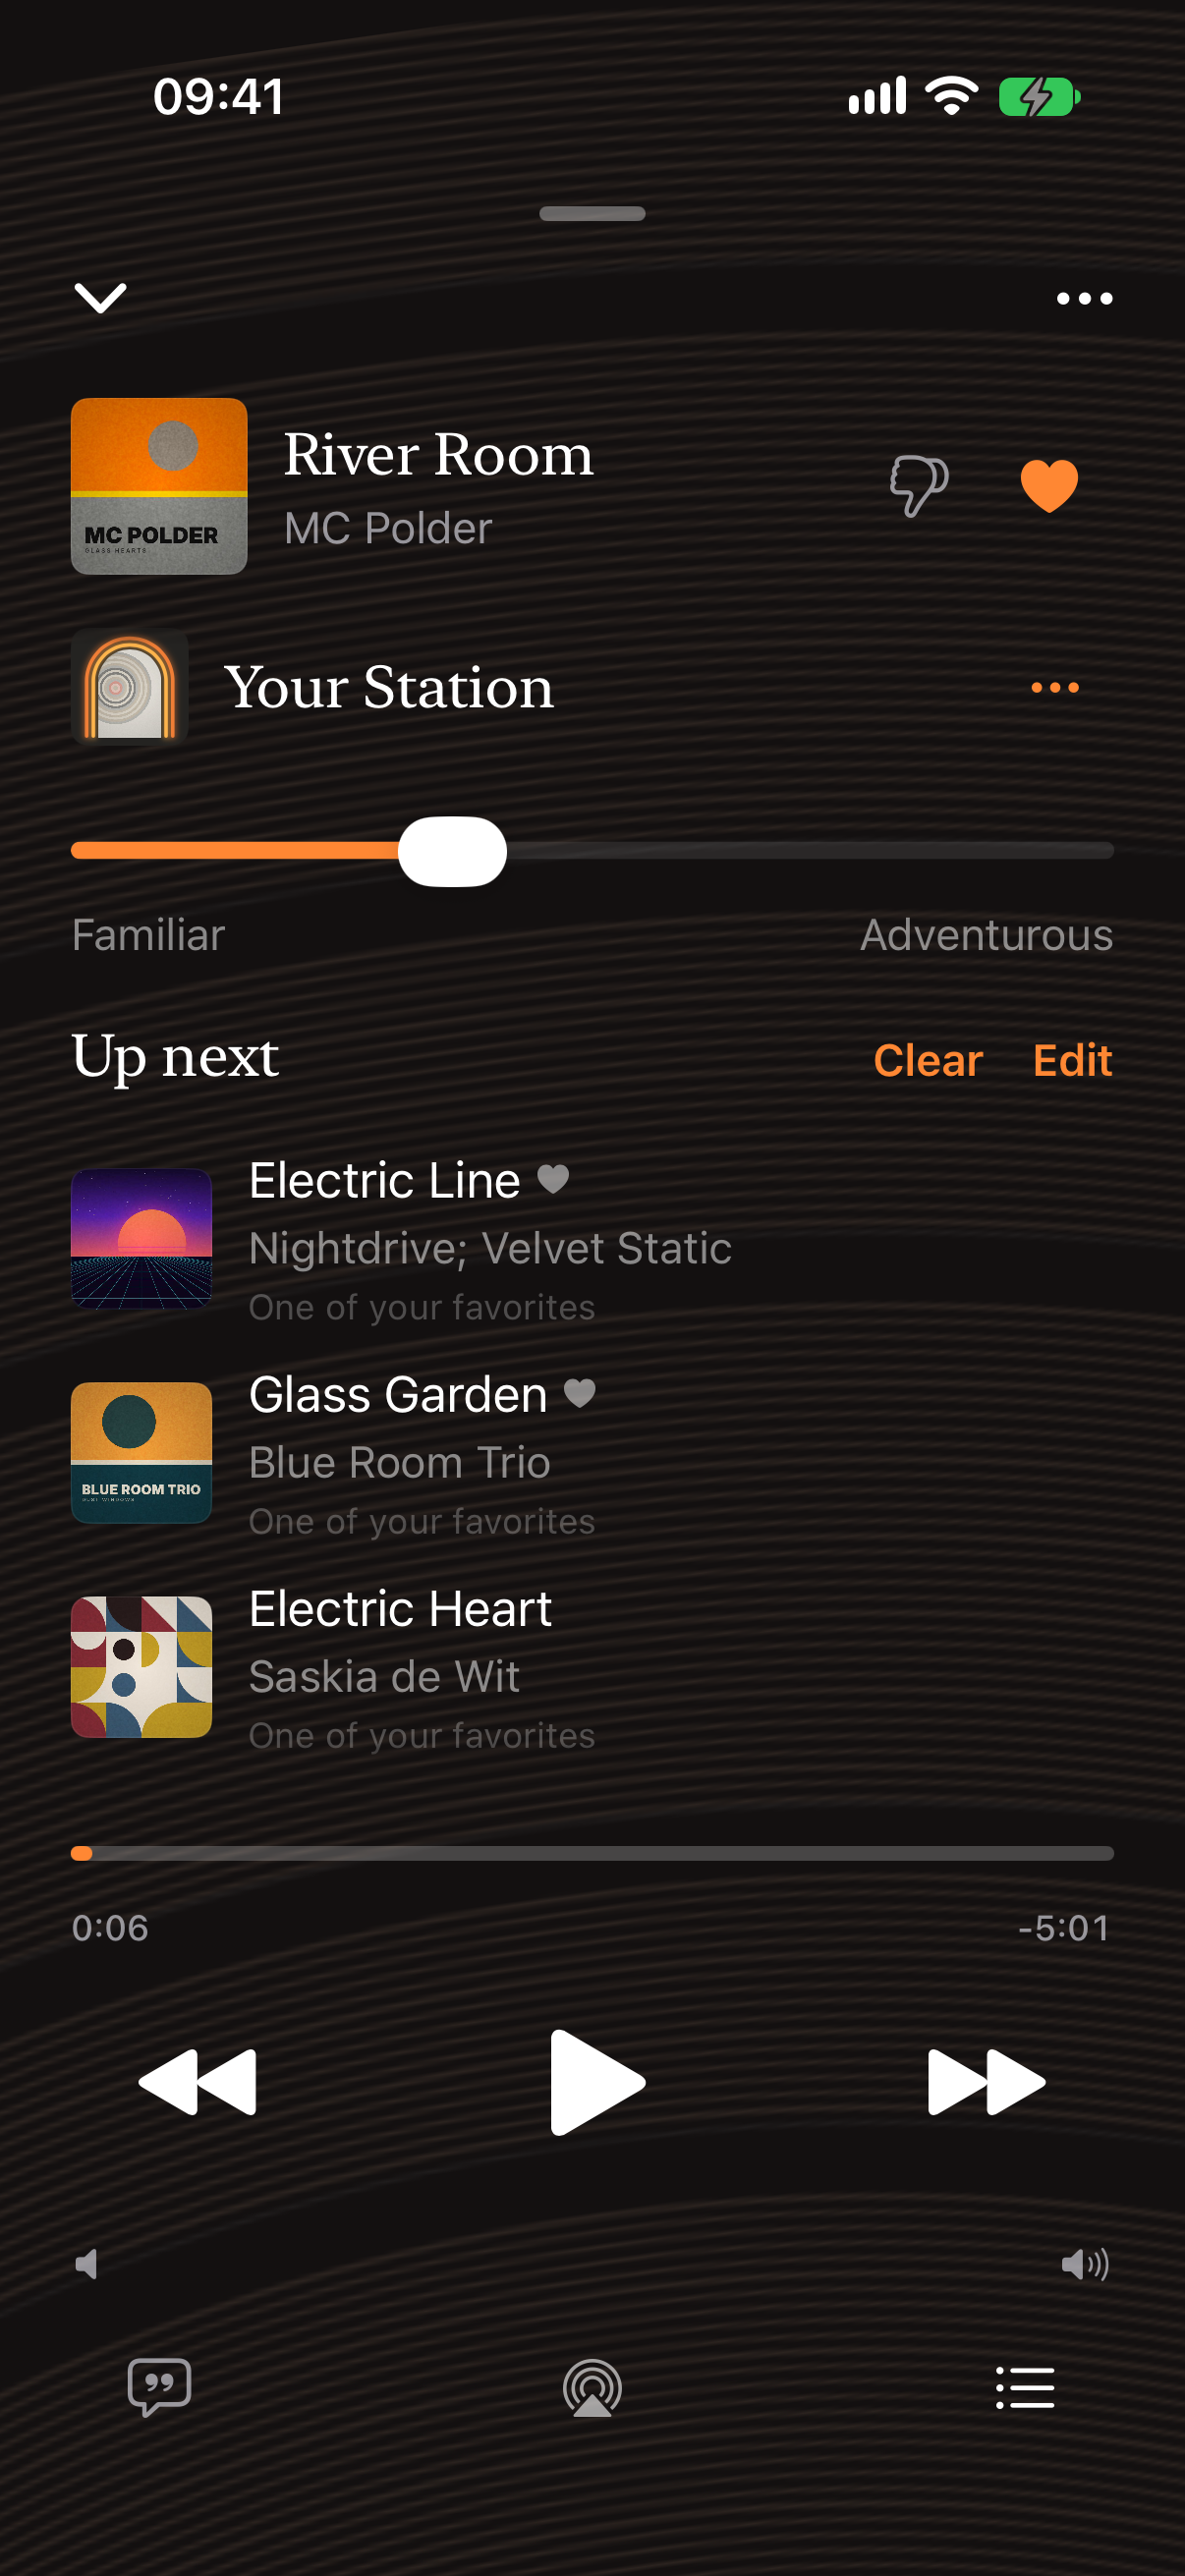 09:41
River Room
MC Polder
MC POLDER
GLASS HEARTS
Your Station
Familiar
Adventurous
Up next
Clear
Edit
Electric Line
Nightdrive; Velvet Static
One of your favorites
Glass Garden
Blue Room Trio
One of your favorites
BLUE ROOM TRIO
Electric Heart
Saskia de Wit
One of your favorites
0:06
-5:01